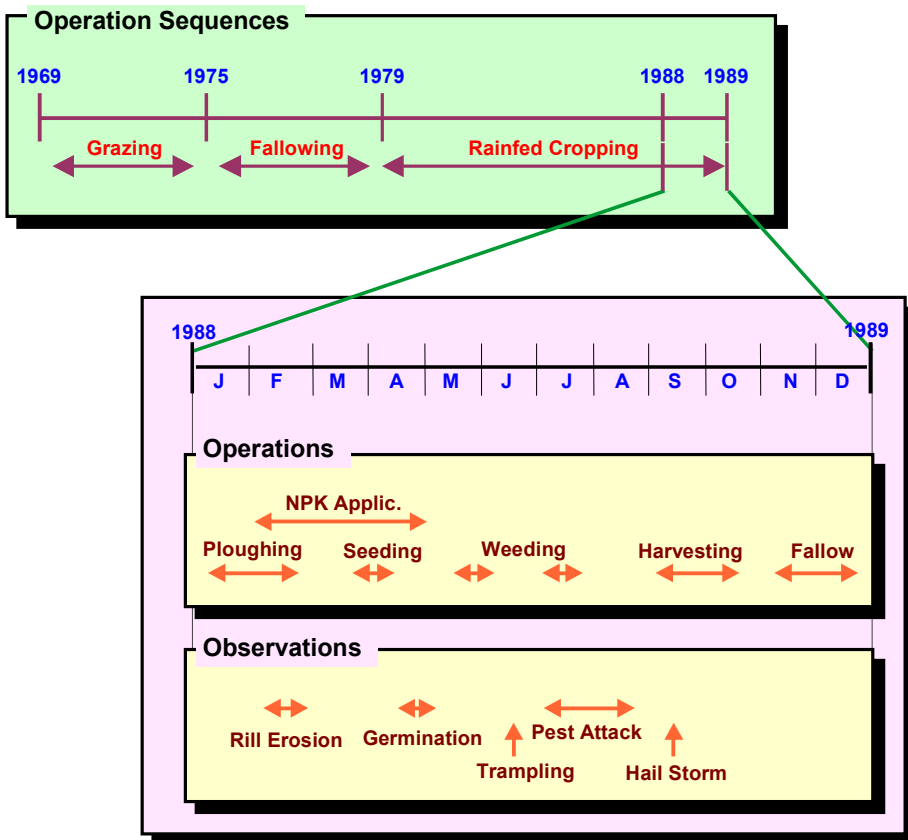 Operation Sequences
1969 1975 1979 1988 1989
Grazing Fallowing Rainfed Cropping
1988 1989
J F M A M J J A S O N D
Operations
NPK Applic.
Ploughing Seeding Weeding Harvesting Fallow
Observations
Rill Erosion Germination Pest Attack
Trampling Hail Storm